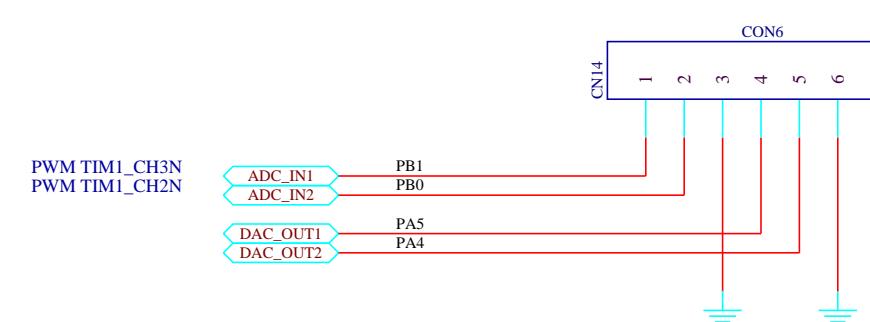 CON6
CN14
1 2 3 4 5 6
PWM TIM1_CH3N ADC_IN1 PB1
PWM TIM1_CH2N ADC_IN2 PB0
DAC_OUT1 PA5
DAC_OUT2 PA4